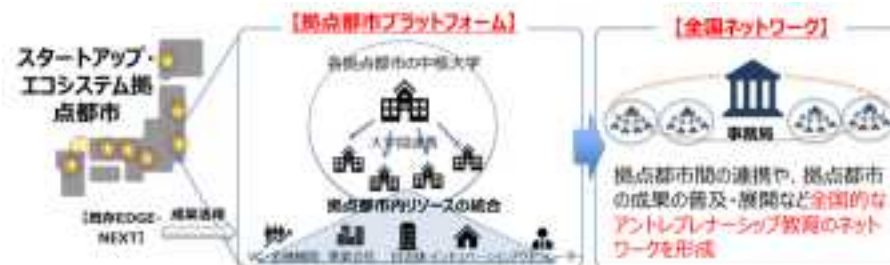 スタートアップ・
エコシステム拠
点都市
【既存EDGE-
NEXT】
成果活用
【拠点都市プラットフォーム】
各拠点都市の中核大学
大学間連携
拠点都市内リソースの統合
【全国ネットワーク】
事務局
拠点都市間の連携や、拠点都市
の成果の普及・展開など全国的な
アントレプレナーシップ教育のネット
ワークを形成